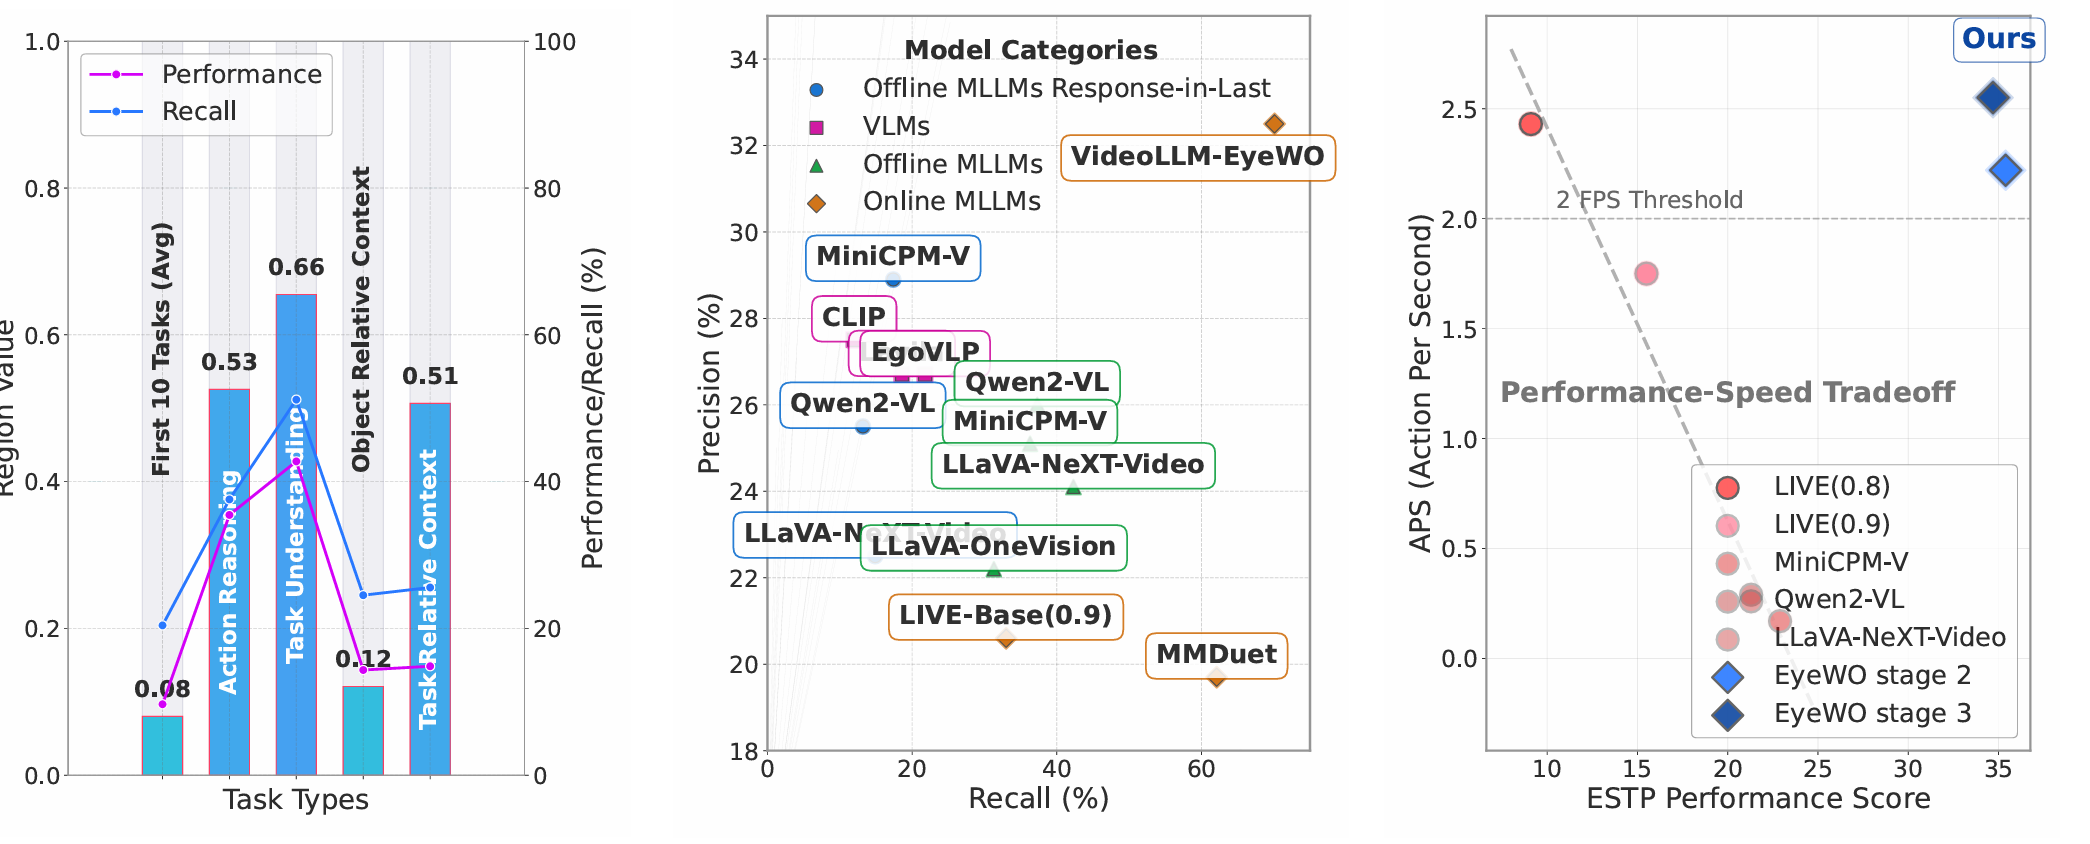 1.0
0.8
0.6
0.4
0.2
0.0
Region Value
Performance
Recall
First 10 Tasks (Avg)
Action Reasoning
Task Understanding
Object Relative Context
Task Relative Context
0.08
0.53
0.66
0.12
0.51
100
80
60
40
20
0
Performance/Recall (%)
Task Types
34
32
30
28
26
24
22
20
18
Precision (%)
Model Categories
Offline MLLMs Response-in-Last
VLMs
Offline MLLMs
Online MLLMs
VideoLLM-EyeWO
MiniCPM-V
CLIP
EgoVLP
Qwen2-VL
Qwen2-VL
MiniCPM-V
LLaVA-NeXT-Video
LLaVA-NeXT-Video
LLaVA-OneVision
LIVE-Base(0.9)
MMDuet
0
20
40
60
Recall (%)
Ours
2.5
2.0
1.5
1.0
0.5
0.0
APS (Action Per Second)
2 FPS Threshold
Performance-Speed Tradeoff
LIVE(0.8)
LIVE(0.9)
MiniCPM-V
Qwen2-VL
LLaVA-NeXT-Video
EyeWO stage 2
EyeWO stage 3
10
15
20
25
30
35
ESTP Performance Score